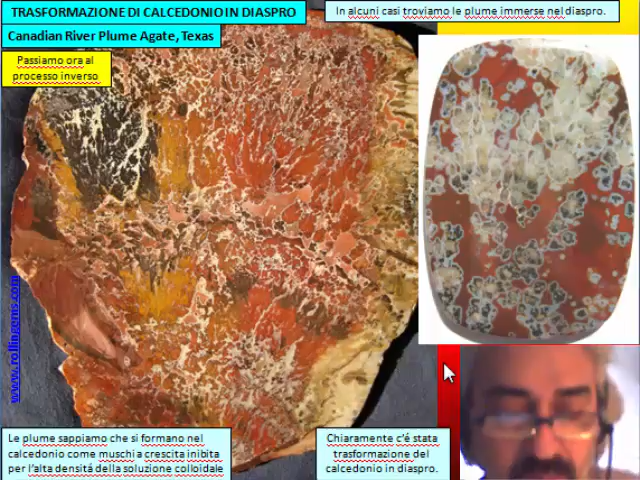 TRASFORMAZIONE DI CALCEDONIO IN DIASPRO
In alcuni casi troviamo le plume immerse nel diaspro.
Canadian River Plume Agate, Texas
Passiamo ora al
processo inverso
www.rollingems.com
Le plume sappiamo che si formano nel
calcedonio come muschi a crescita inibita
per l'alta densitá della soluzione colloidale
Chiaramente c'é stata
trasformazione del
calcedonio in diaspro.